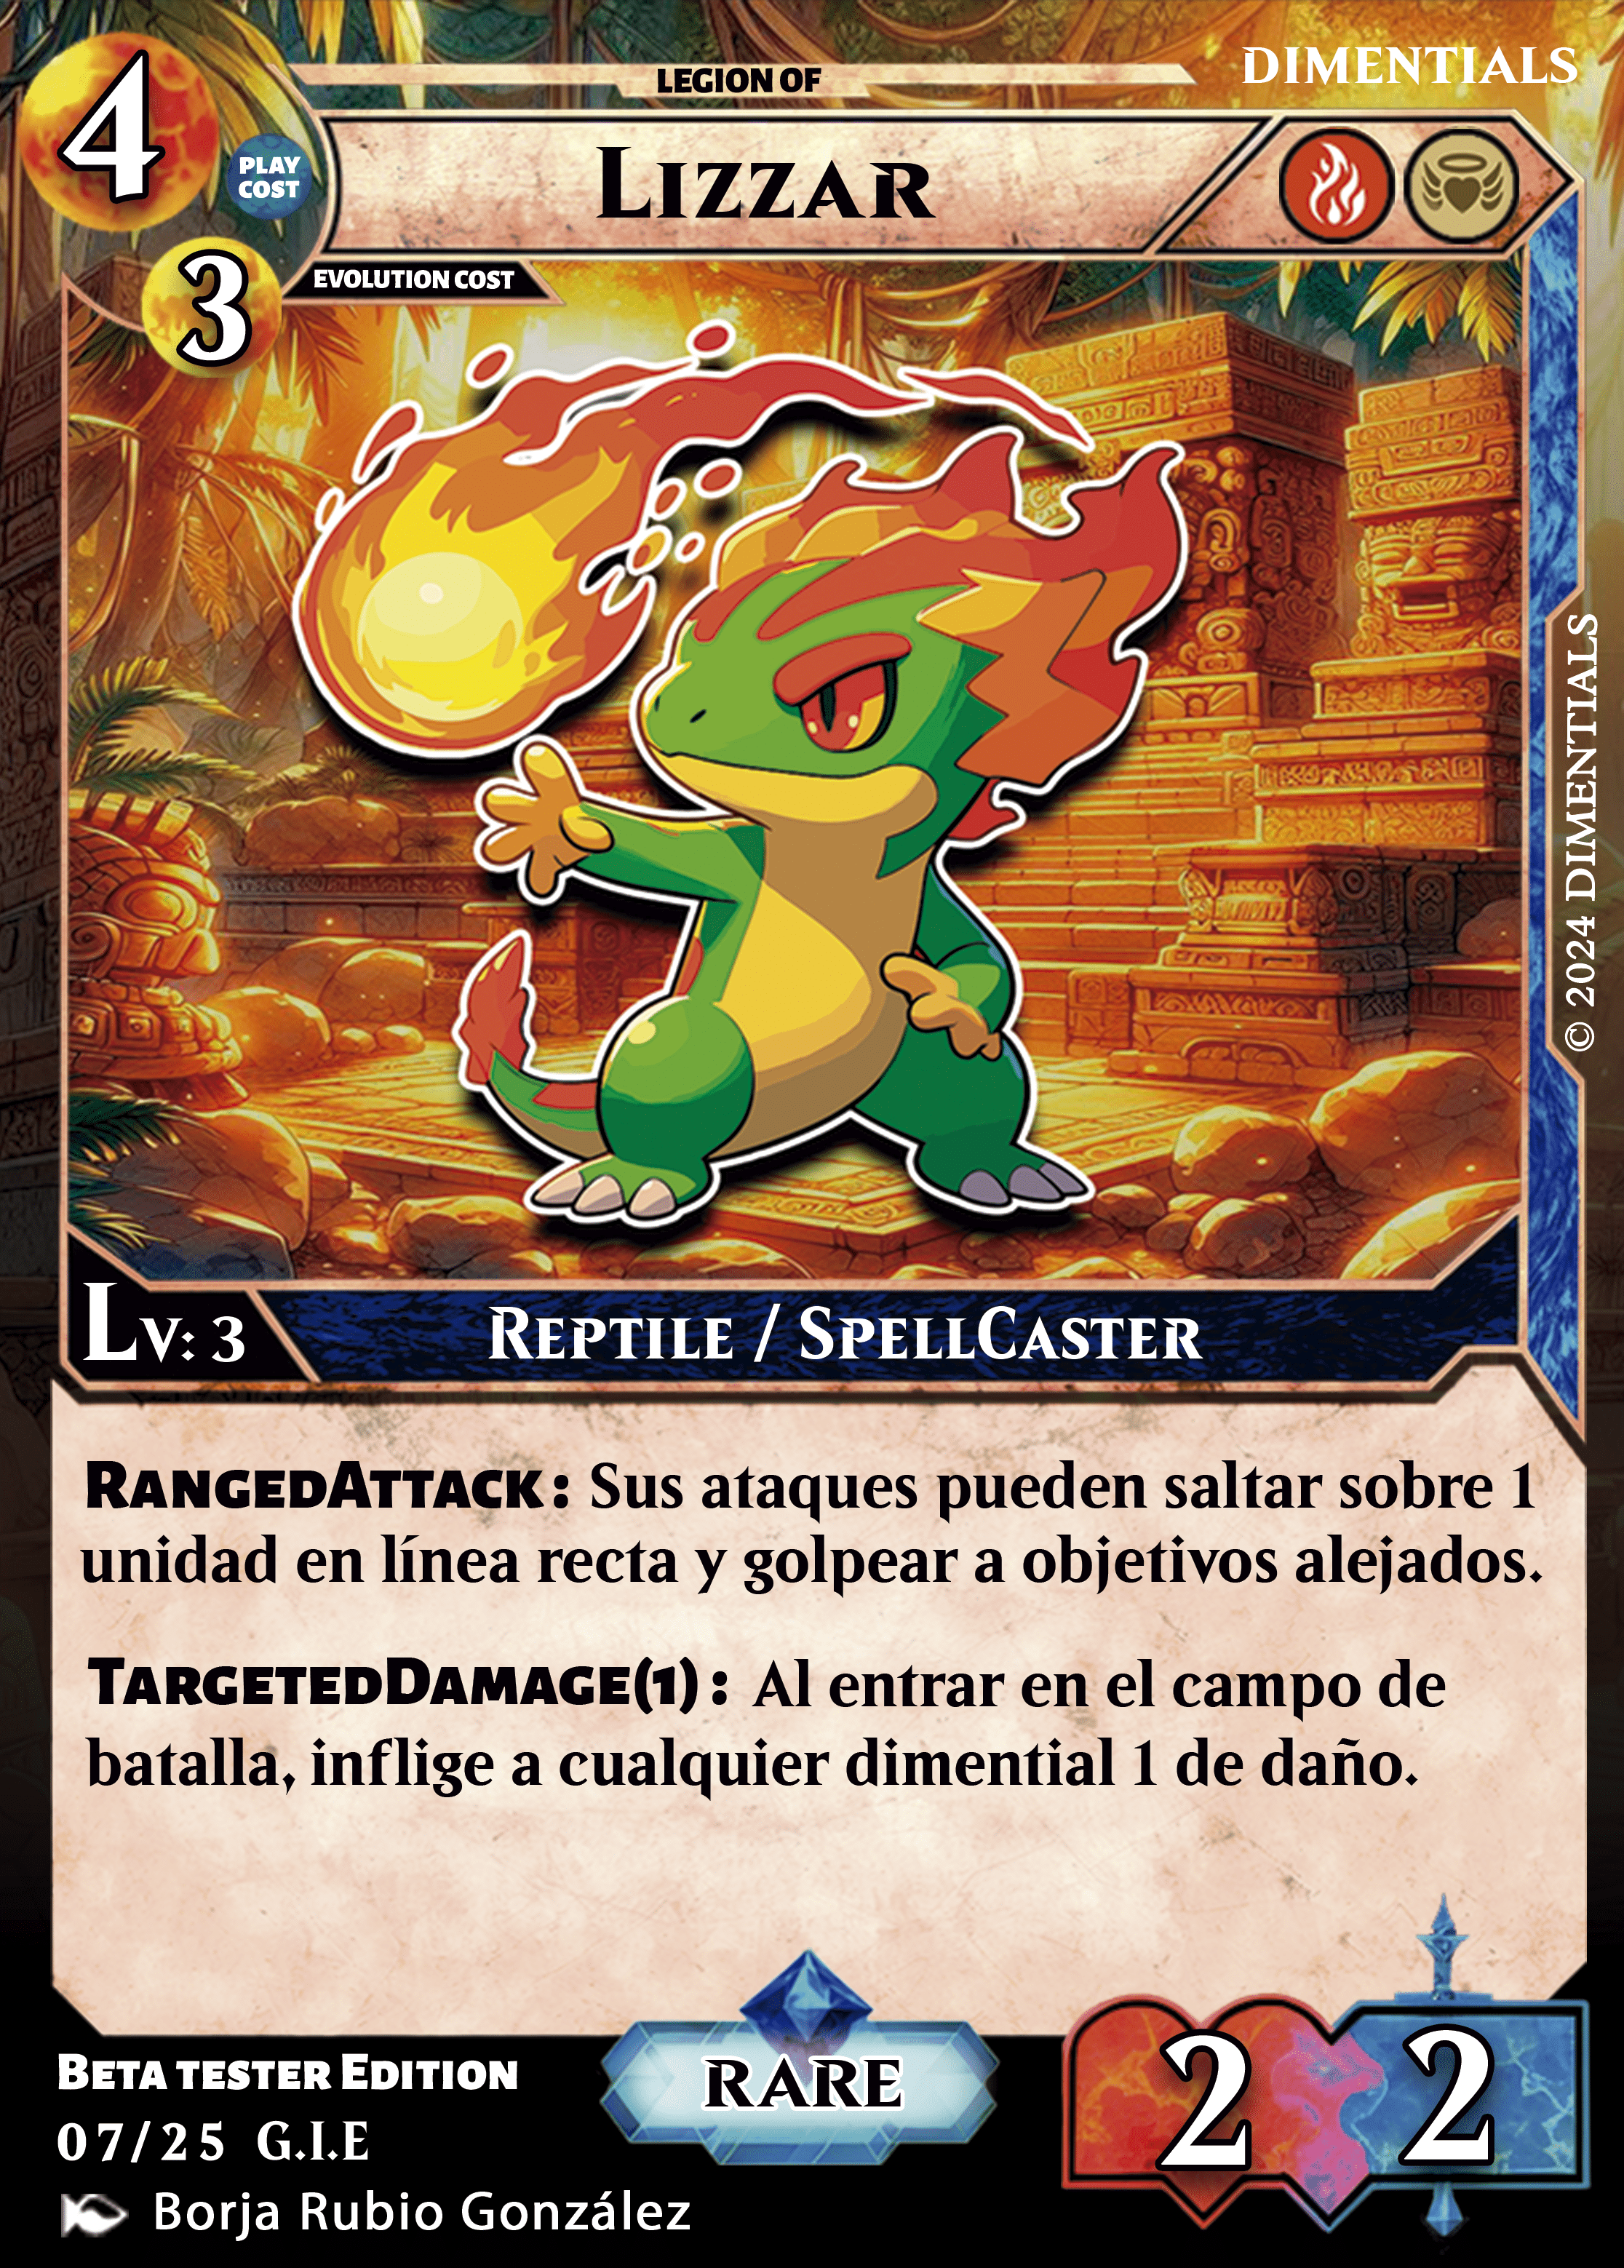 4
LEGION OF
DIMENTIALS
PLAY
COST
LIZZAR
3
EVOLUTION COST
© 2024 DIMENTIALS
LV: 3
REPTILE / SPELLCASTER
RANGEDATTACK: Sus ataques pueden saltar sobre 1
unidad en línea recta y golpear a objetivos alejados.
TARGETEDDAMAGE(1): Al entrar en el campo de
batalla, inflige a cualquier dimential 1 de daño.
BETA TESTER EDITION
07/25 G.I.E
Borja Rubio González
RARE
2
2